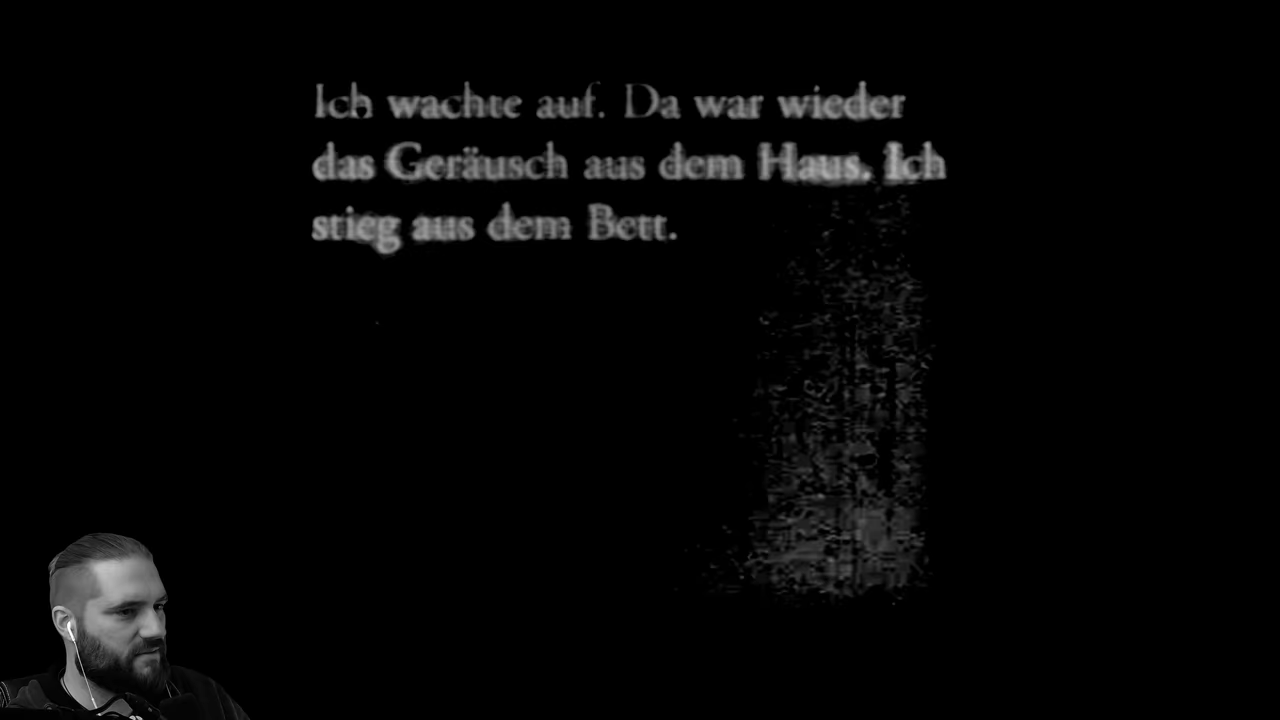 Ich wachte auf. Da war wieder
das Geräusch aus dem Haus. Ich
stieg aus dem Bett.